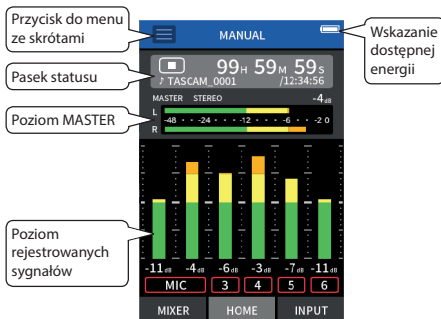 Przycisk do menu
ze skrótami
MANUAL
Wskazanie
dostępnej
energii
Pasek statusu
99H 59M 59S
♪ TASCAM_0001 /12:34:56
MASTER STEREO -4dB
Poziom MASTER
L
-48 · · -24 · · · -12 · · · -6 · · -2 0
R
Poziom
rejestrowanych
sygnałów
-11dB -4dB -6dB -3dB -7dB -11dB
MIC 3 4 5 6
MIXER HOME INPUT